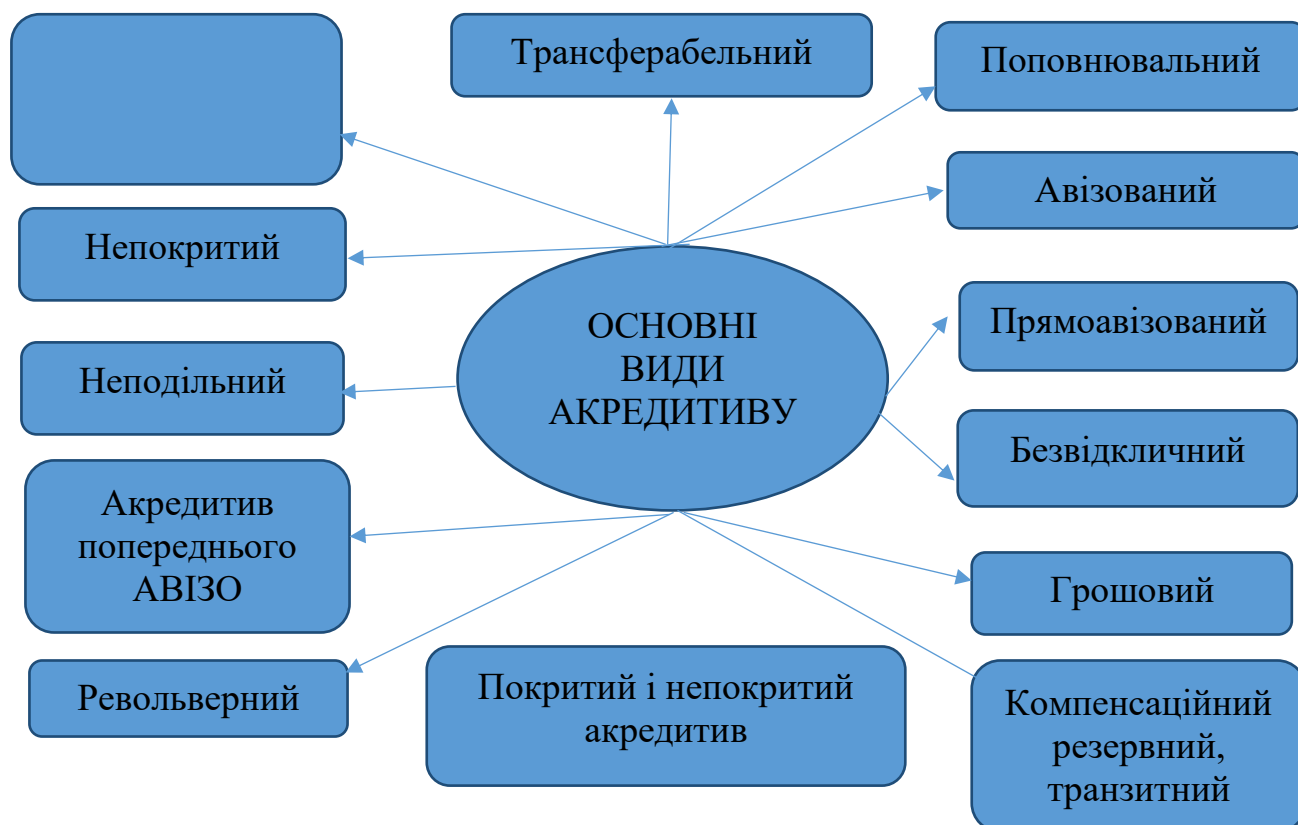 Трансферабельний
Поповнювальний
Авізований
Непокритий
ОСНОВНІ
ВИДИ
АКРЕДИТИВУ
Прямоавізований
Неподільний
Безвідкличний
Акредитив
попереднього
АВІЗО
Грошовий
Револьверний
Покритий і непокритий
акредитив
Компенсаційний
резервний,
транзитний